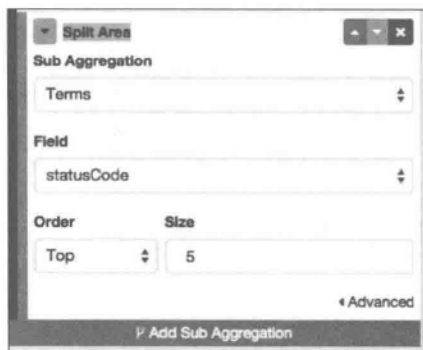 Split Area
Sub Aggregation
Terms
Field
statusCode
Order Size
Top 5
Advanced
Add Sub Aggregation